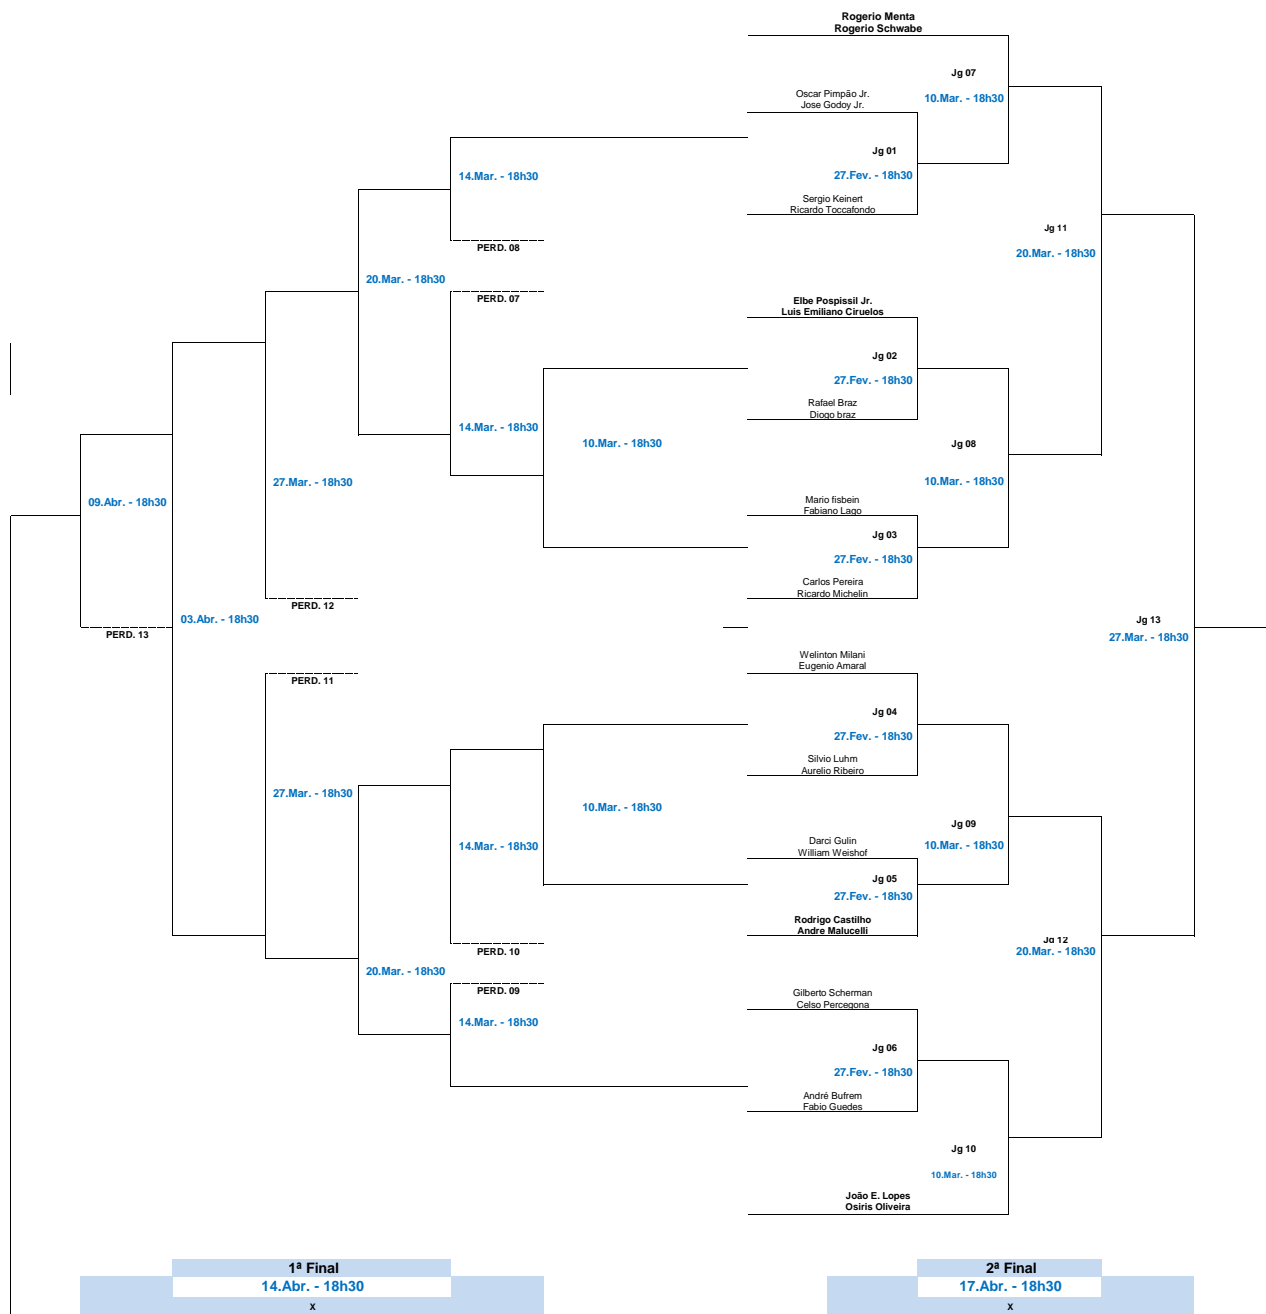 Rogerio Menta
Rogerio Schwabe
Jg 07
10.Mar. - 18h30
Oscar Pimpão Jr.
Jose Godoy Jr.
Jg 01
27.Fev. - 18h30
14.Mar. - 18h30
Sergio Keinert
Ricardo Toccafondo
Jg 11
20.Mar. - 18h30
PERD. 08
20.Mar. - 18h30
PERD. 07
Elbe Pospissil Jr.
Luis Emiliano Ciruelos
Jg 02
27.Fev. - 18h30
Rafael Braz
Diogo braz
14.Mar. - 18h30
10.Mar. - 18h30
Jg 08
10.Mar. - 18h30
27.Mar. - 18h30
09.Abr. - 18h30
Mario fisbein
Fabiano Lago
Jg 03
27.Fev. - 18h30
Carlos Pereira
Ricardo Michelin
PERD. 12
03.Abr. - 18h30
PERD. 13
Jg 13
27.Mar. - 18h30
Welinton Milani
Eugenio Amaral
PERD. 11
Jg 04
27.Fev. - 18h30
Silvio Luhm
Aurelio Ribeiro
27.Mar. - 18h30
10.Mar. - 18h30
Jg 09
10.Mar. - 18h30
14.Mar. - 18h30
Darci Gulin
William Weishof
Jg 05
27.Fev. - 18h30
Rodrigo Castilho
Andre Malucelli
Jg 12
20.Mar. - 18h30
PERD. 10
20.Mar. - 18h30
PERD. 09
Gilberto Scherman
Celso Percegona
14.Mar. - 18h30
Jg 06
27.Fev. - 18h30
André Bufrem
Fabio Guedes
Jg 10
10.Mar. - 18h30
João E. Lopes
Osiris Oliveira
1ª Final
14.Abr. - 18h30
x
2ª Final
17.Abr. - 18h30
x